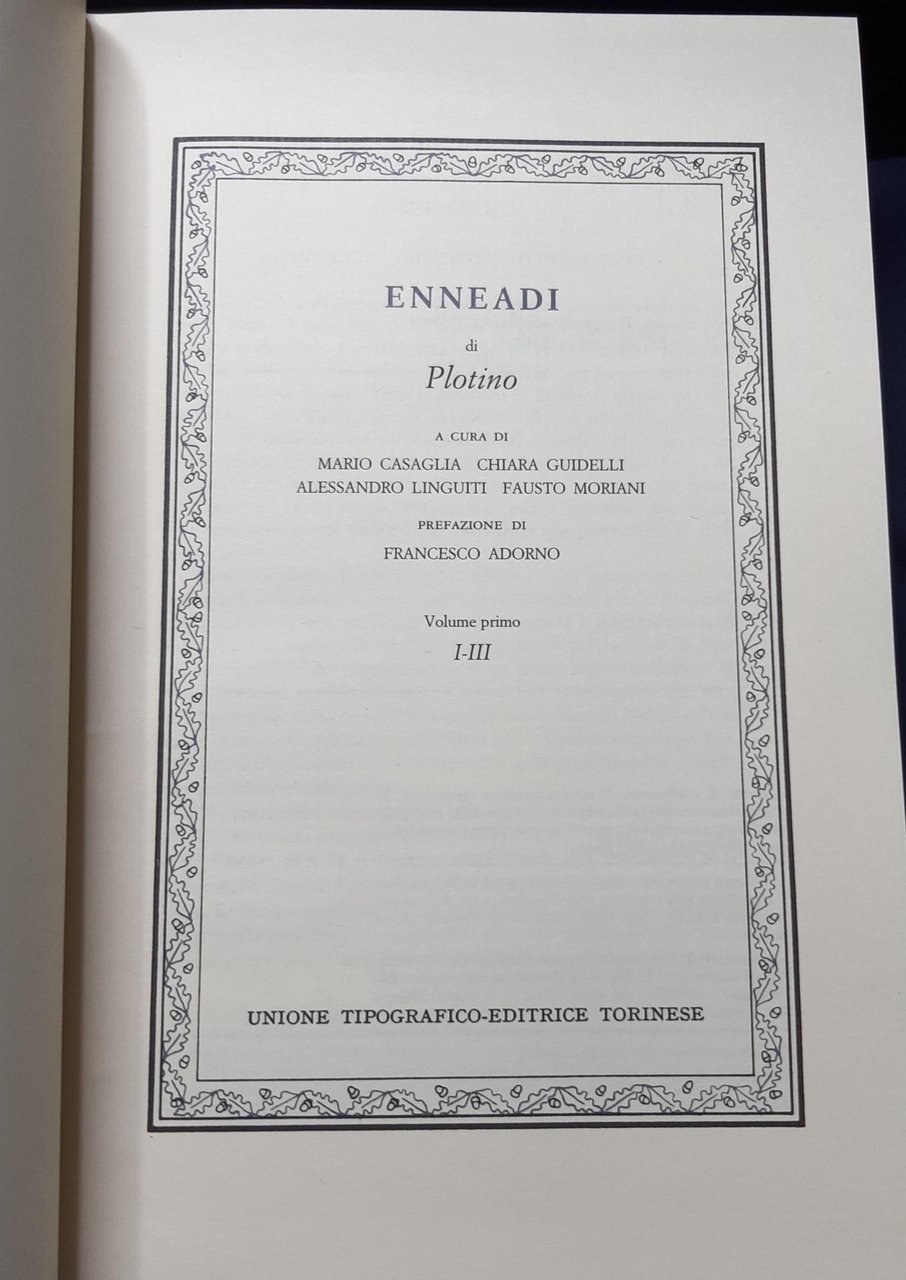 ENNEADI
di
Plotino
A CURA DI
MARIO CASAGLIA CHIARA GUIDELLI
ALESSANDRO LINGUITI FAUSTO MORIANI
PREFAZIONE DI
FRANCESCO ADORNO
Volume primo
I-III
UNIONE TIPOGRAFICO-EDITRICE TORINESE